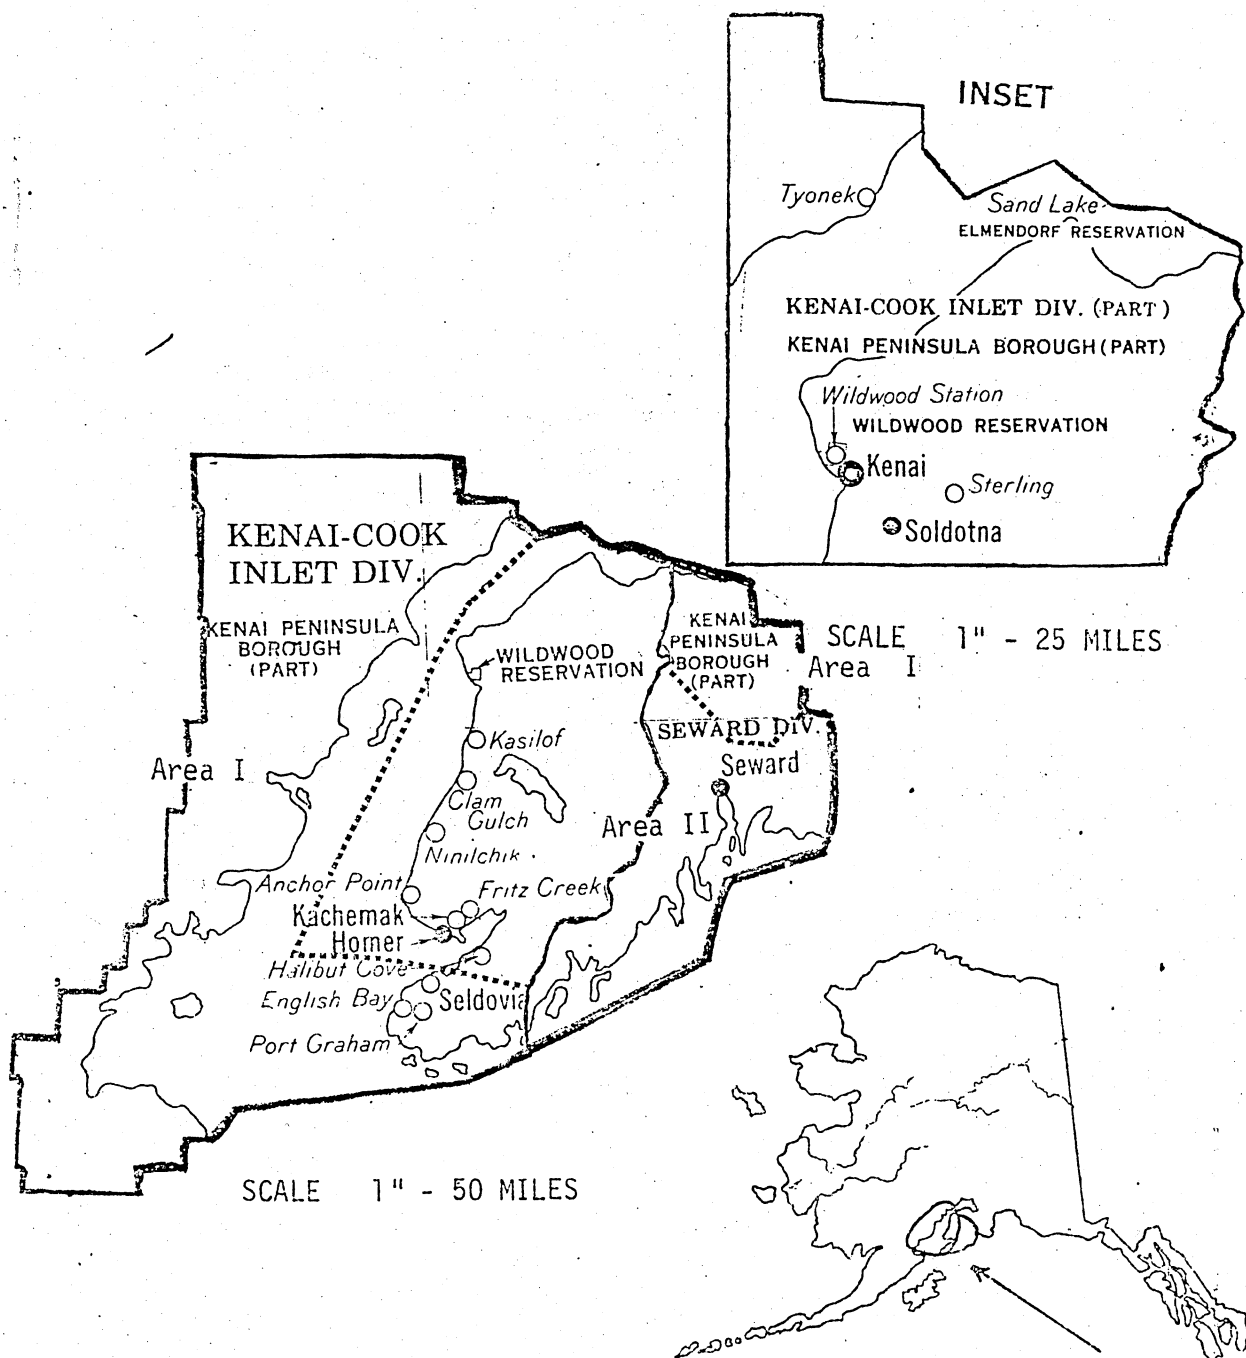 INSET
Tyonek
Sand Lake
ELMENDORF RESERVATION
KENAI-COOK INLET DIV. (PART)
KENAI PENINSULA BOROUGH (PART)
Wildwood Station
WILDWOOD RESERVATION
Kenai
Sterling
Soldotna
SCALE 1" - 25 MILES
KENAI-COOK
INLET DIV.
KENAI PENINSULA
BOROUGH
(PART)
WILDWOOD
RESERVATION
KENAI
PENINSULA
BOROUGH
(PART)
Area I
SEWARD DIV.
Seward
Kasilof
Area I
Clam
Gulch
Area II
Ninilchik
Anchor Point
Fritz Creek
Kachemak
Homer
Halibut Cove
English Bay
Seldovia
Port Graham
SCALE 1" - 50 MILES